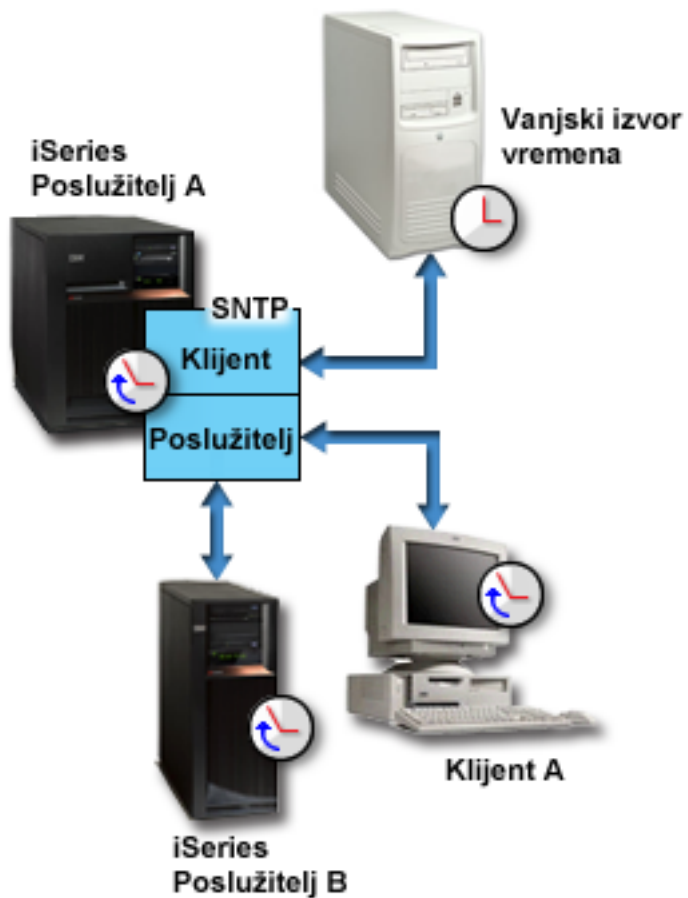 Vanjski izvor
vremena
iSeries
Poslužitelj A
SNTP
Klijent
Poslužitelj
Klijent A
iSeries
Poslužitelj B